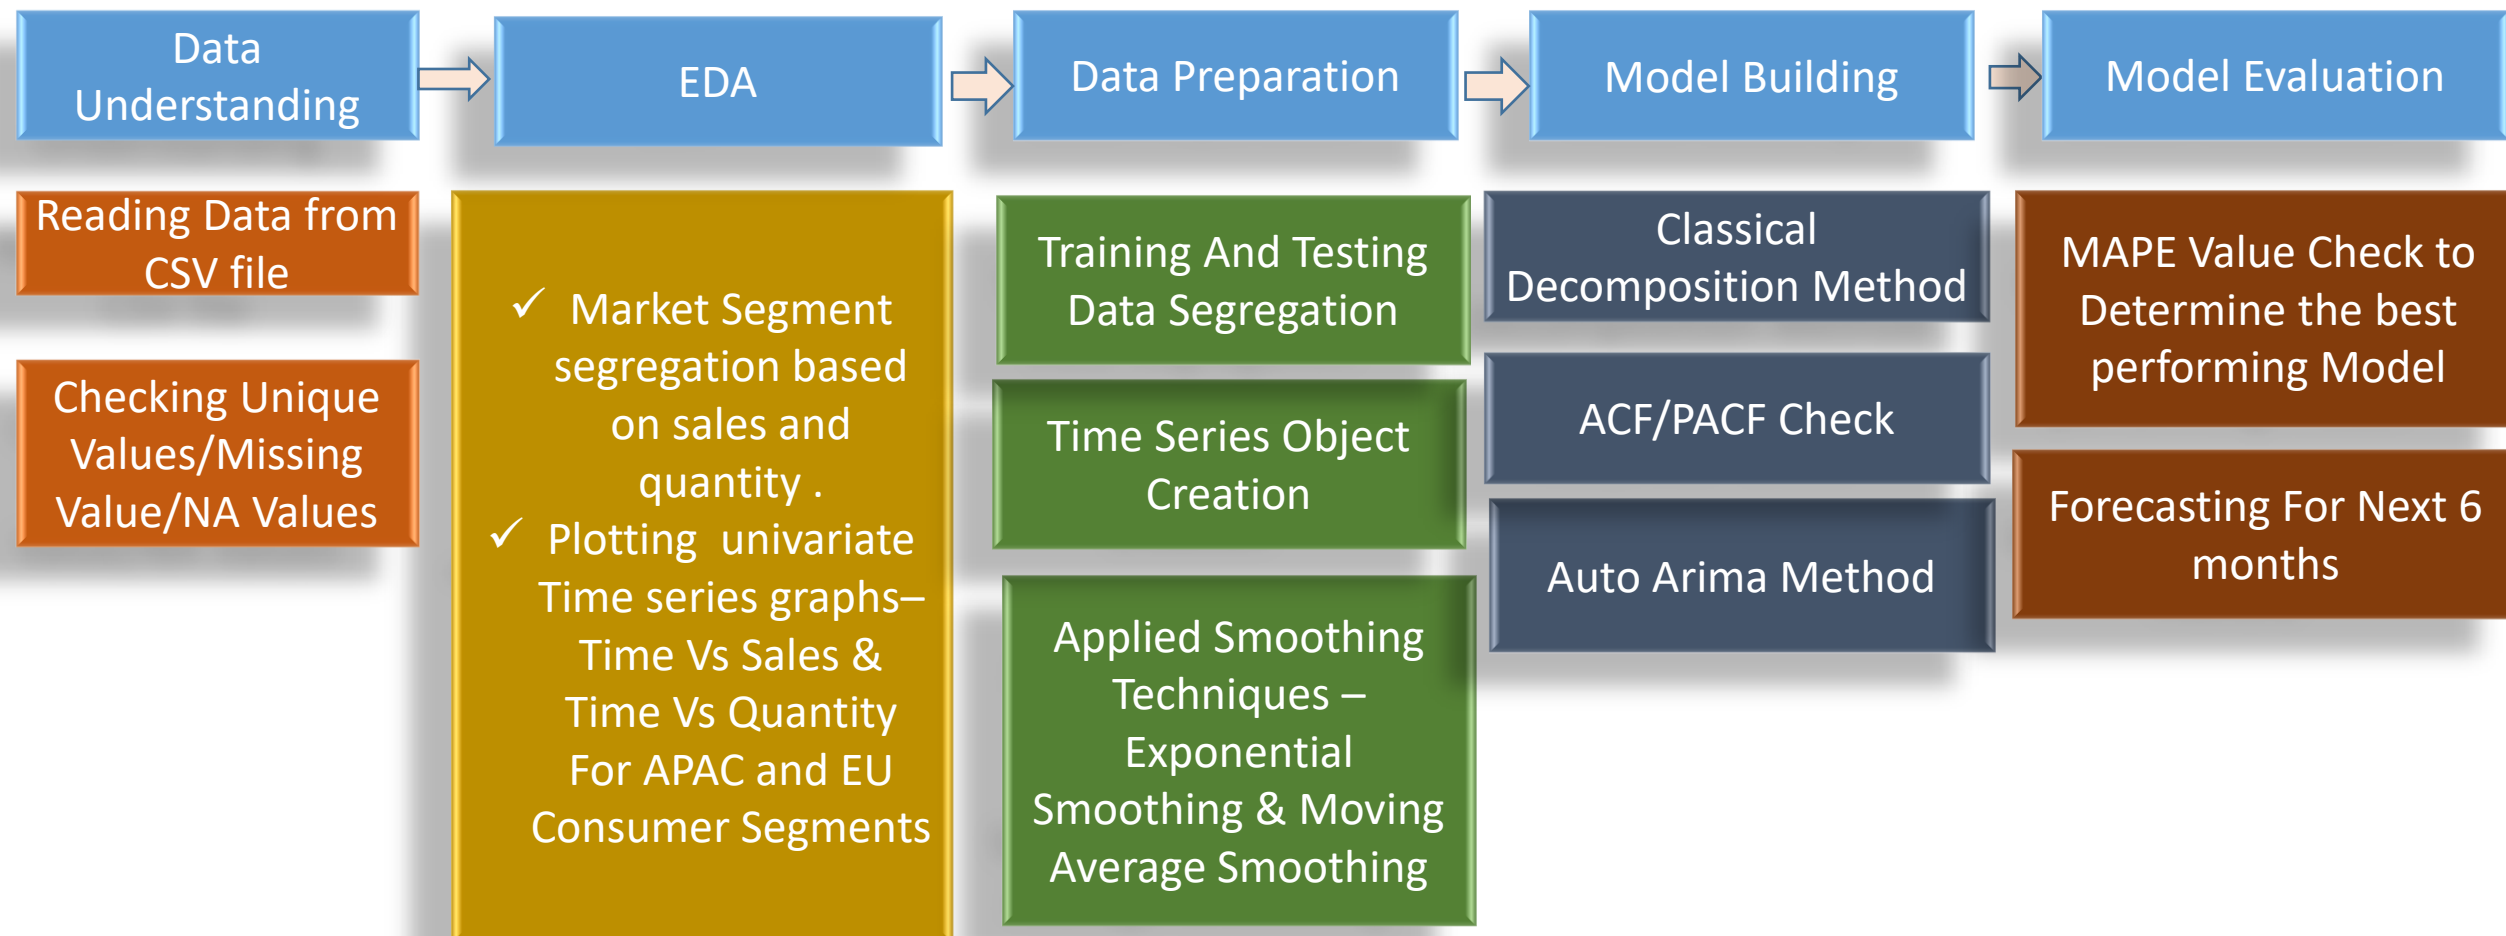 Data
Understanding
EDA
Data Preparation
Model Building
Model Evaluation
Reading Data from
CSV file
Checking Unique
Values/Missing
Value/NA Values
✓ Market Segment
segregation based
on sales and
quantity .
✓ Plotting univariate
Time series graphs–
Time Vs Sales &
Time Vs Quantity
For APAC and EU
Consumer Segments
Training And Testing
Data Segregation
Time Series Object
Creation
Applied Smoothing
Techniques –
Exponential
Smoothing & Moving
Average Smoothing
Classical
Decomposition Method
ACF/PACF Check
Auto Arima Method
MAPE Value Check to
Determine the best
performing Model
Forecasting For Next 6
months